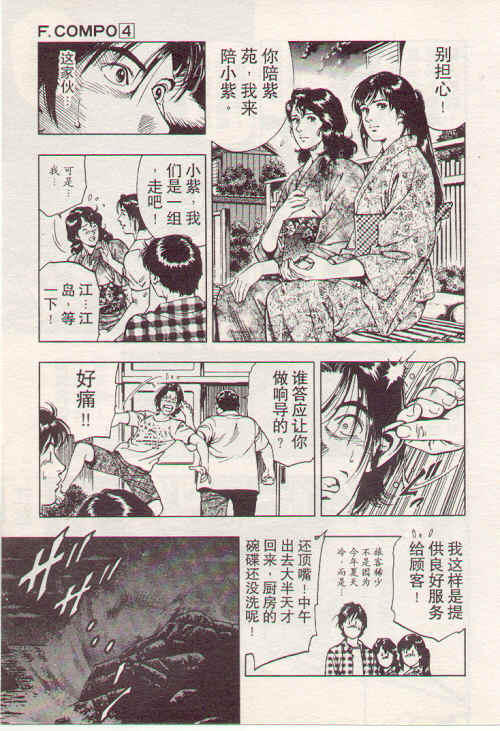 F. COMPO 4
别担心！
你陪紫
苑，我来
陪小紫。
这家伙…
小紫，我
们是一组
，走吧！
可是…
我…
江…江
岛，等
一下！
谁答应让你
做响导的？
好痛！！
我这样是提
供良好服务
给顾客！
旅客稀少
不是因为
今年夏天
冷，而是…
还顶嘴！中午
出去大半天才
回来，厨房的
碗碟还没洗呢！